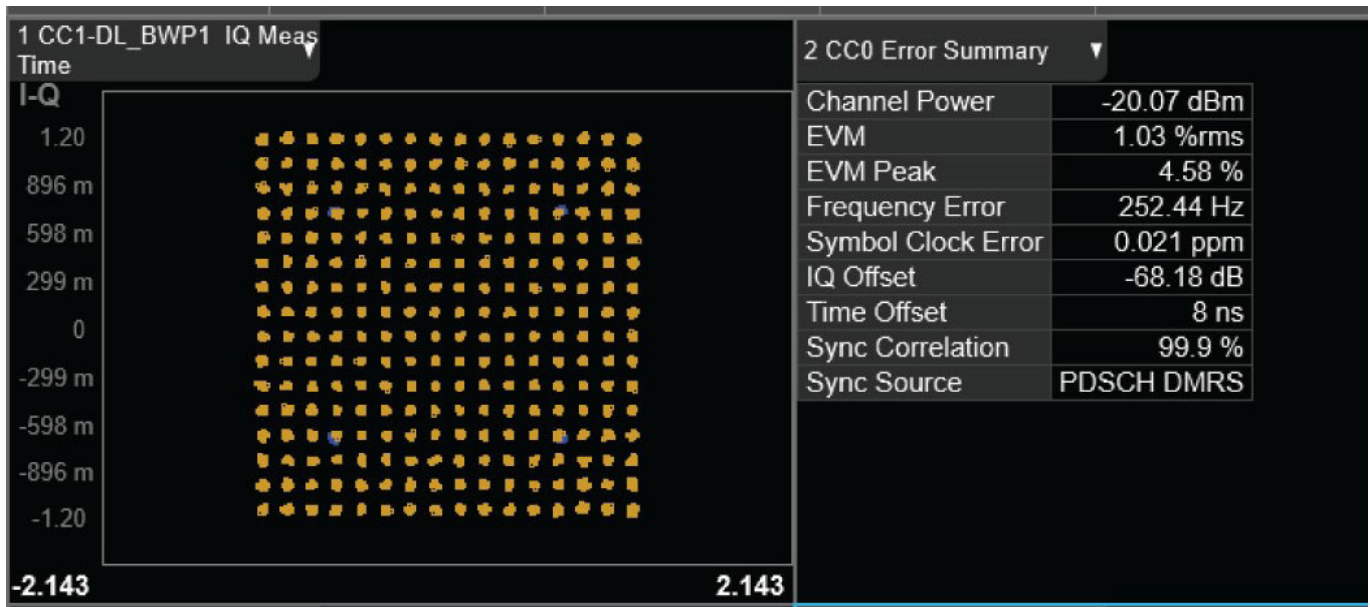 1 CC1-DL_BWP1 IQ Meas
Time
I-Q
1.20
896 m
598 m
299 m
0
-299 m
-598 m
-896 m
-1.20
-2.143 2.143
2 CC0 Error Summary
Channel Power -20.07 dBm
EVM 1.03 %rms
EVM Peak 4.58 %
Frequency Error 252.44 Hz
Symbol Clock Error 0.021 ppm
IQ Offset -68.18 dB
Time Offset 8 ns
Sync Correlation 99.9 %
Sync Source PDSCH DMRS